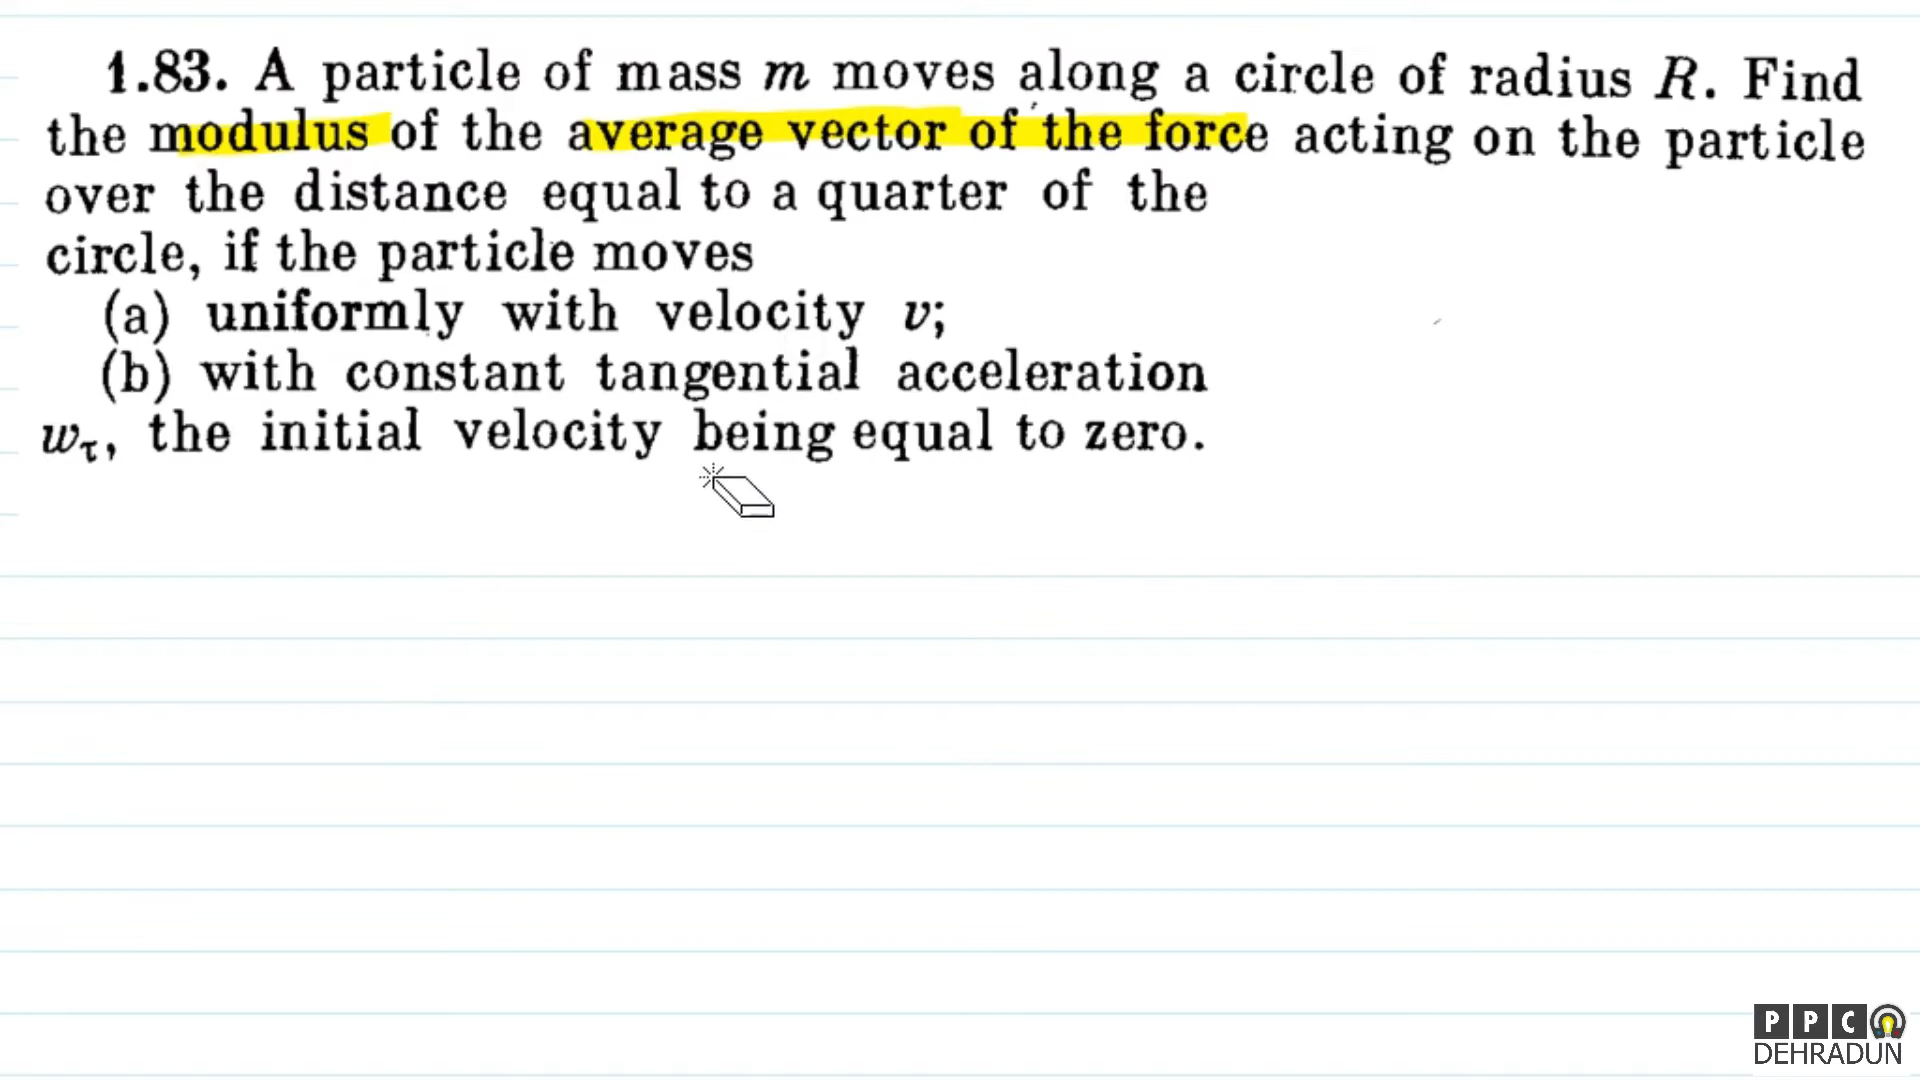 1.83. A particle of mass m moves along a circle of radius R. Find
the modulus of the average vector of the force acting on the particle
over the distance equal to a quarter of the
circle, if the particle moves
(a) uniformly with velocity v;
(b) with constant tangential acceleration
wτ, the initial velocity being equal to zero.
PPC
DEHRADUN